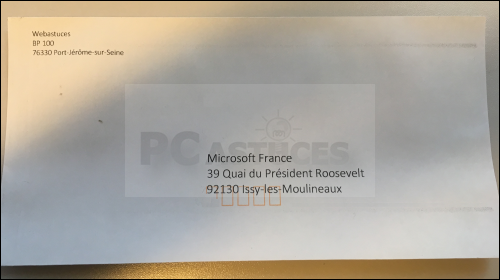 Webastuces
BP 100
76330 Port-Jérôme-sur-Seine
PC ASTUCES
Microsoft France
39 Quai du Président Roosevelt
92130 Issy-les-Moulineaux